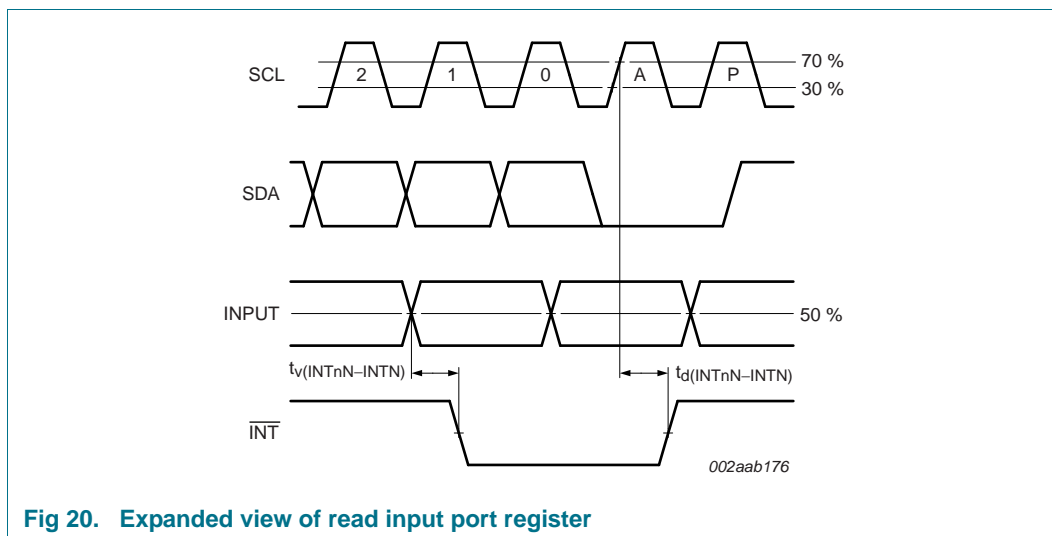 SCL 2 1 0 A P 70 %
30 %
SDA
INPUT 50 %
tv(INTnN–INTN) td(INTnN–INTN)
INT
002aab176
Fig 20. Expanded view of read input port register